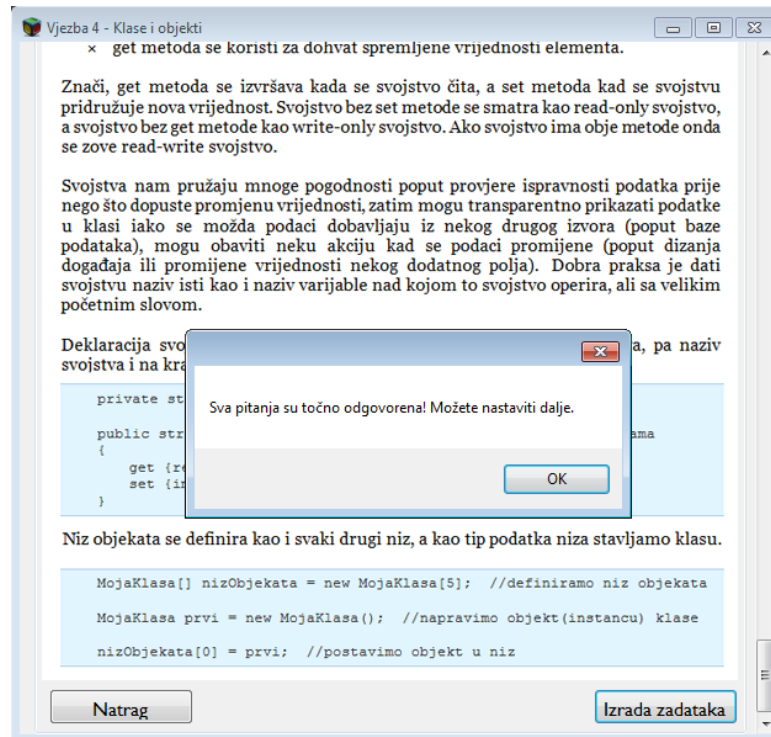 Vjezba 4 - Klase i objekti
× get metoda se koristi za dohvat spremljene vrijednosti elementa.
Znači, get metoda se izvršava kada se svojstvo čita, a set metoda kad se svojstvu
pridružuje nova vrijednost. Svojstvo bez set metode se smatra kao read-only svojstvo,
a svojstvo bez get metode kao write-only svojstvo. Ako svojstvo ima obje metode onda
se zove read-write svojstvo.
Svojstva nam pružaju mnoge pogodnosti poput provjere ispravnosti podatka prije
nego što dopuste promjenu vrijednosti, zatim mogu transparentno prikazati podatke
u klasi iako se možda podaci dobavljaju iz nekog drugog izvora (poput baze
podataka), mogu obaviti neku akciju kad se podaci promijene (poput dizanja
događaja ili promijene vrijednosti nekog dodatnog polja). Dobra praksa je dati
svojstvu naziv isti kao i naziv varijable nad kojom to svojstvo operira, ali sa velikim
početnim slovom.
Deklaracija svo a, pa naziv
svojstva i na kra
private st
public str ama
{
get {re
set {in
}
Sva pitanja su točno odgovorena! Možete nastaviti dalje.
OK
Niz objekata se definira kao i svaki drugi niz, a kao tip podatka niza stavljamo klasu.
MojaKlasa[] nizObjekata = new MojaKlasa[5]; //definiramo niz objekata
MojaKlasa prvi = new MojaKlasa(); //napravimo objekt(instancu) klase
nizObjekata[0] = prvi; //postavimo objekt u niz
Natrag
Izrada zadataka